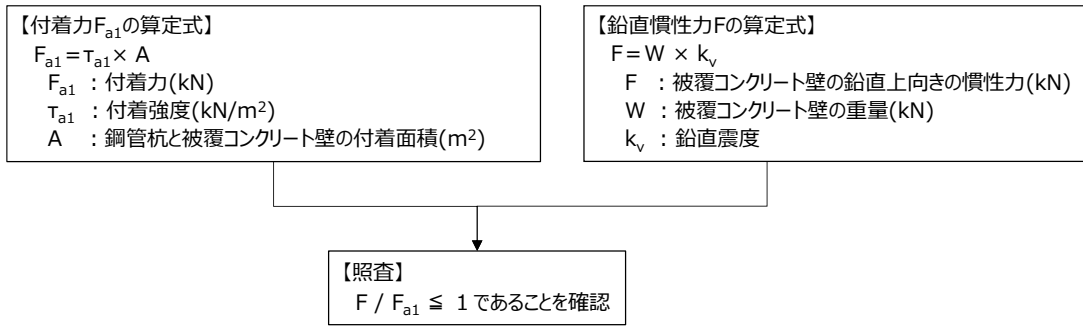 【付着力Fa1の算定式】
Fa1=τa1× A
Fa1 : 付着力(kN)
τa1 : 付着強度(kN/m2)
A : 鋼管杭と被覆コンクリート壁の付着面積(m2)
【鉛直慣性力Fの算定式】
F=W × kv
F : 被覆コンクリート壁の鉛直上向きの慣性力(kN)
W : 被覆コンクリート壁の重量(kN)
kv : 鉛直震度
【照査】
F / Fa1 ≦ 1であることを確認